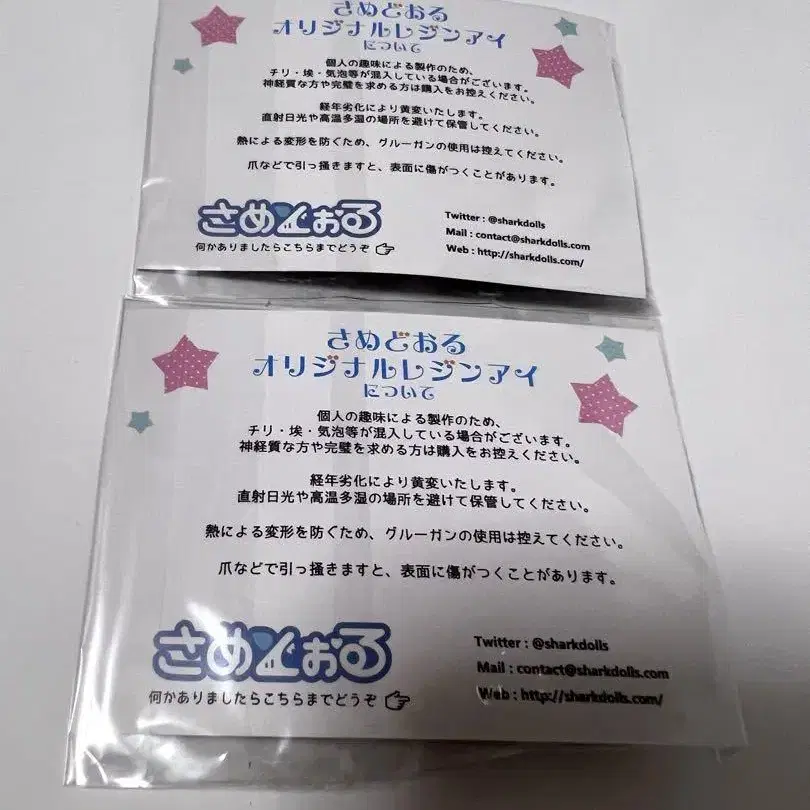 さめどおる
オリジナルレジンアイ
について
個人の趣味による製作のため、
チリ・埃・気泡等が混入している場合がございます。
神経質な方や完璧を求める方は購入をお控えください。
経年劣化により黄変いたします。
直射日光や高温多湿の場所を避けて保管してください。
熱による変形を防ぐため、グルーガンの使用は控えてください。
爪などで引っ掻きますと、表面に傷がつくことがあります。
さめどおる
何かありましたらこちらまでどうぞ
Twitter : @sharkdolls
Mail : contact@sharkdolls.com
Web : http://sharkdolls.com/
さめどおる
オリジナルレジンアイ
について
個人の趣味による製作のため、
チリ・埃・気泡等が混入している場合がございます。
神経質な方や完璧を求める方は購入をお控えください。
経年劣化により黄変いたします。
直射日光や高温多湿の場所を避けて保管してください。
熱による変形を防ぐため、グルーガンの使用は控えてください。
爪などで引っ掻きますと、表面に傷がつくことがあります。
さめどおる
何かありましたらこちらまでどうぞ
Twitter : @sharkdolls
Mail : contact@sharkdolls.com
Web : http://sharkdolls.com/